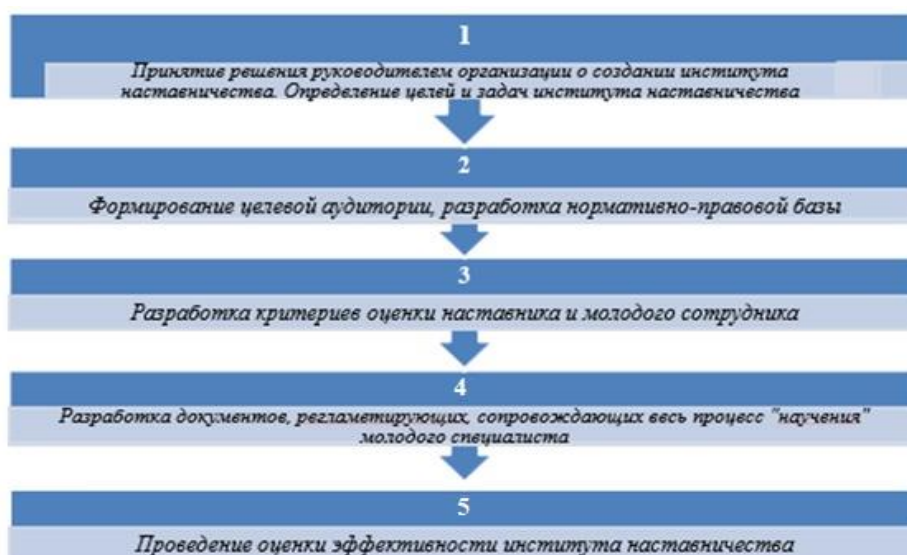 1
Принятие решения руководителем организации о создании института
наставничества. Определение целей и задач института наставничества
2
Формирование целевой аудитории, разработка нормативно-правовой базы
3
Разработка критериев оценки наставника и молодого сотрудника
4
Разработка документов, регламетирующих, сопровождающих весь процесс "научения"
молодого специалиста
5
Проведение оценки эффективности института наставничества